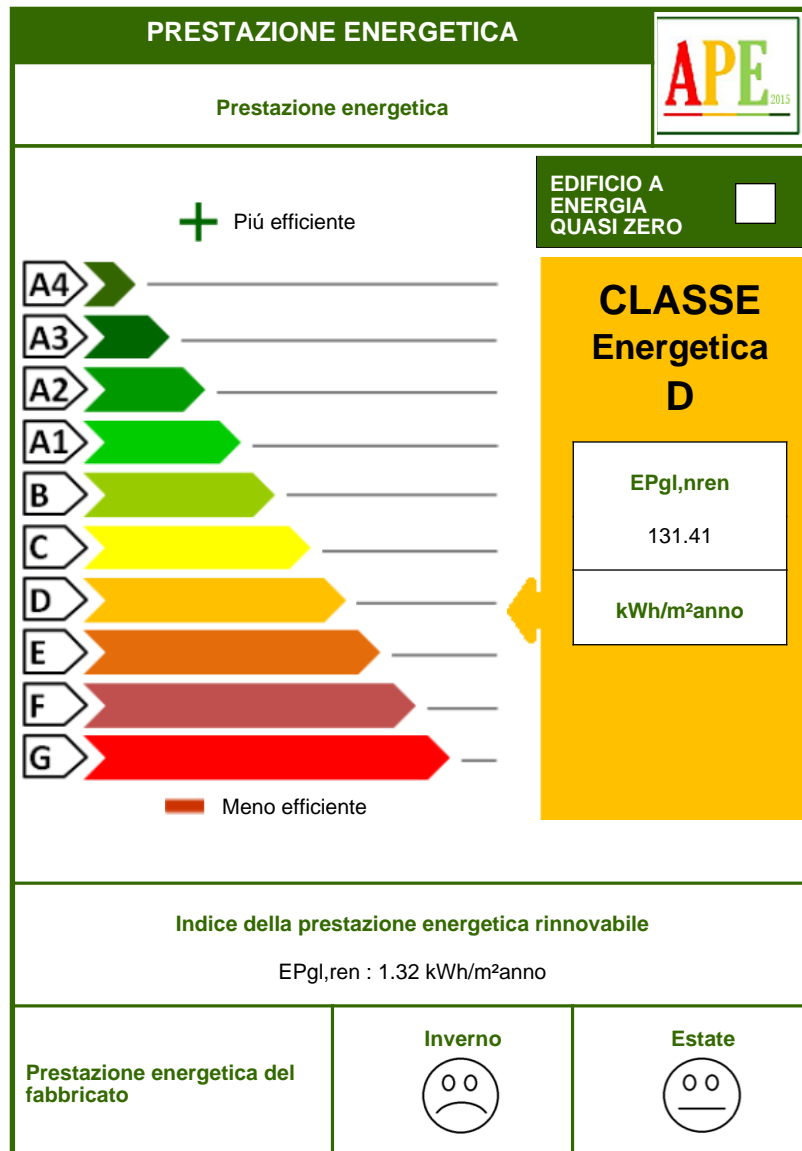 PRESTAZIONE ENERGETICA
Prestazione energetica
APE 2015
Piú efficiente
EDIFICIO A
ENERGIA
QUASI ZERO
A4
A3
A2
A1
B
C
D
E
F
G
Meno efficiente
CLASSE
Energetica
D
EPgl,nren
131.41
kWh/m²anno
Indice della prestazione energetica rinnovabile
EPgl,ren : 1.32 kWh/m²anno
Prestazione energetica del
fabbricato
Inverno
Estate